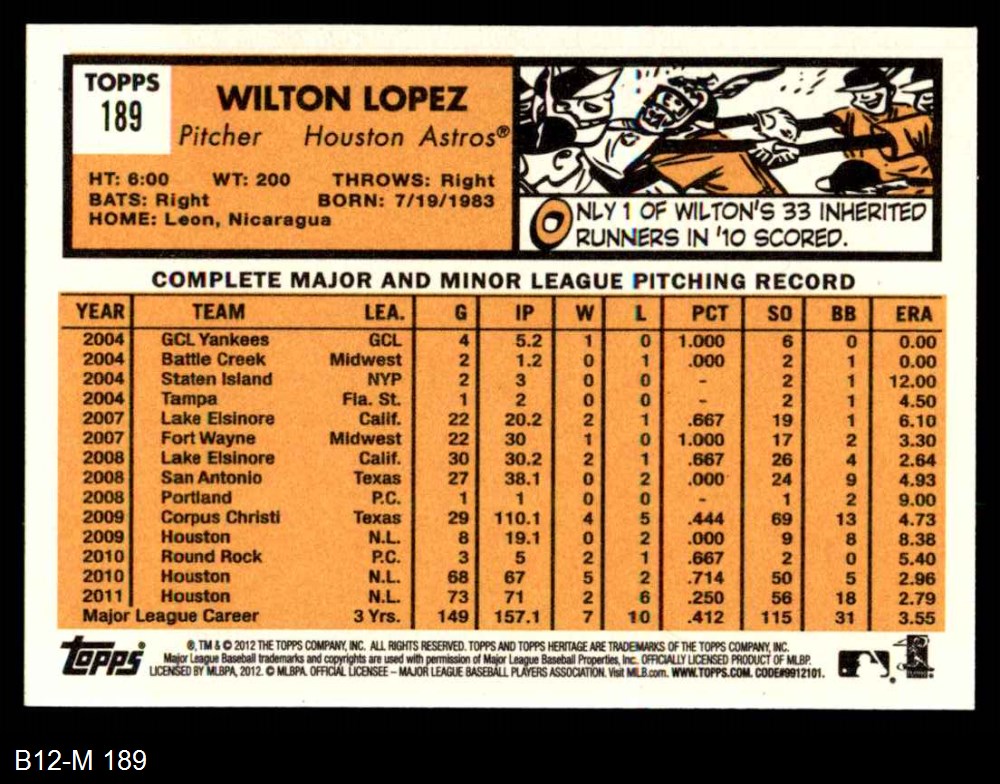 TOPPS
189
WILTON LOPEZ
Pitcher Houston Astros®
HT: 6:00 WT: 200 THROWS: Right
BATS: Right BORN: 7/19/1983
HOME: Leon, Nicaragua
ONLY 1 OF WILTON'S 33 INHERITED
RUNNERS IN '10 SCORED.
COMPLETE MAJOR AND MINOR LEAGUE PITCHING RECORD
YEAR TEAM LEA. G IP W L PCT SO BB ERA
2004 GCL Yankees GCL 4 5.2 1 0 1.000 6 0 0.00
2004 Battle Creek Midwest 2 1.2 0 1 .000 2 1 0.00
2004 Staten Island NYP 2 3 0 0 - 2 1 12.00
2004 Tampa Fla. St. 1 2 0 0 - 2 1 4.50
2007 Lake Elsinore Calif. 22 20.2 2 1 .667 19 1 6.10
2007 Fort Wayne Midwest 22 30 1 0 1.000 17 2 3.30
2008 Lake Elsinore Calif. 30 30.2 2 1 .667 26 4 2.64
2008 San Antonio Texas 27 38.1 0 2 .000 24 9 4.93
2008 Portland P.C. 1 1 0 0 - 1 2 9.00
2009 Corpus Christi Texas 29 110.1 4 5 .444 69 13 4.73
2009 Houston N.L. 8 19.1 0 2 .000 9 8 8.38
2010 Round Rock P.C. 3 5 2 1 .667 2 0 5.40
2010 Houston N.L. 68 67 5 2 .714 50 5 2.96
2011 Houston N.L. 73 71 2 6 .250 56 18 2.79
Major League Career 3 Yrs. 149 157.1 7 10 .412 115 31 3.55
Topps
®, TM & © 2012 THE TOPPS COMPANY, INC. ALL RIGHTS RESERVED. TOPPS AND TOPPS HERITAGE ARE TRADEMARKS OF THE TOPPS COMPANY, INC.
Major League Baseball trademarks and copyrights are used with permission of Major League Baseball Properties, Inc. OFFICIALLY LICENSED PRODUCT OF MLBP.
LICENSED BY MLBPA, 2012. © MLBPA. OFFICIAL LICENSEE – MAJOR LEAGUE BASEBALL PLAYERS ASSOCIATION. Visit MLB.com. WWW.TOPPS.COM. CODE#9912101.
B12-M 189